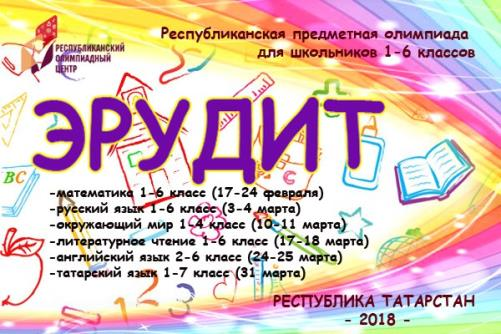 РЕСПУБЛИКАНСКИЙ
ОЛИМПИАДНЫЙ
ЦЕНТР
Республиканская предметная олимпиада
для школьников 1-6 классов
ЭРУДИТ
BC
-математика 1-6 класс (17-24 февраля)
-русский язык 1-6 класс (3-4 марта)
-окружающий мир 1-4 класс (10-11 марта)
-литературное чтение 1-6 класс (17-18 марта)
-английский язык 2-6 класс (24-25 марта)
-татарский язык 1-7 класс (31 марта)
РЕСПУБЛИКА ТАТАРСТАН
- 2018 -